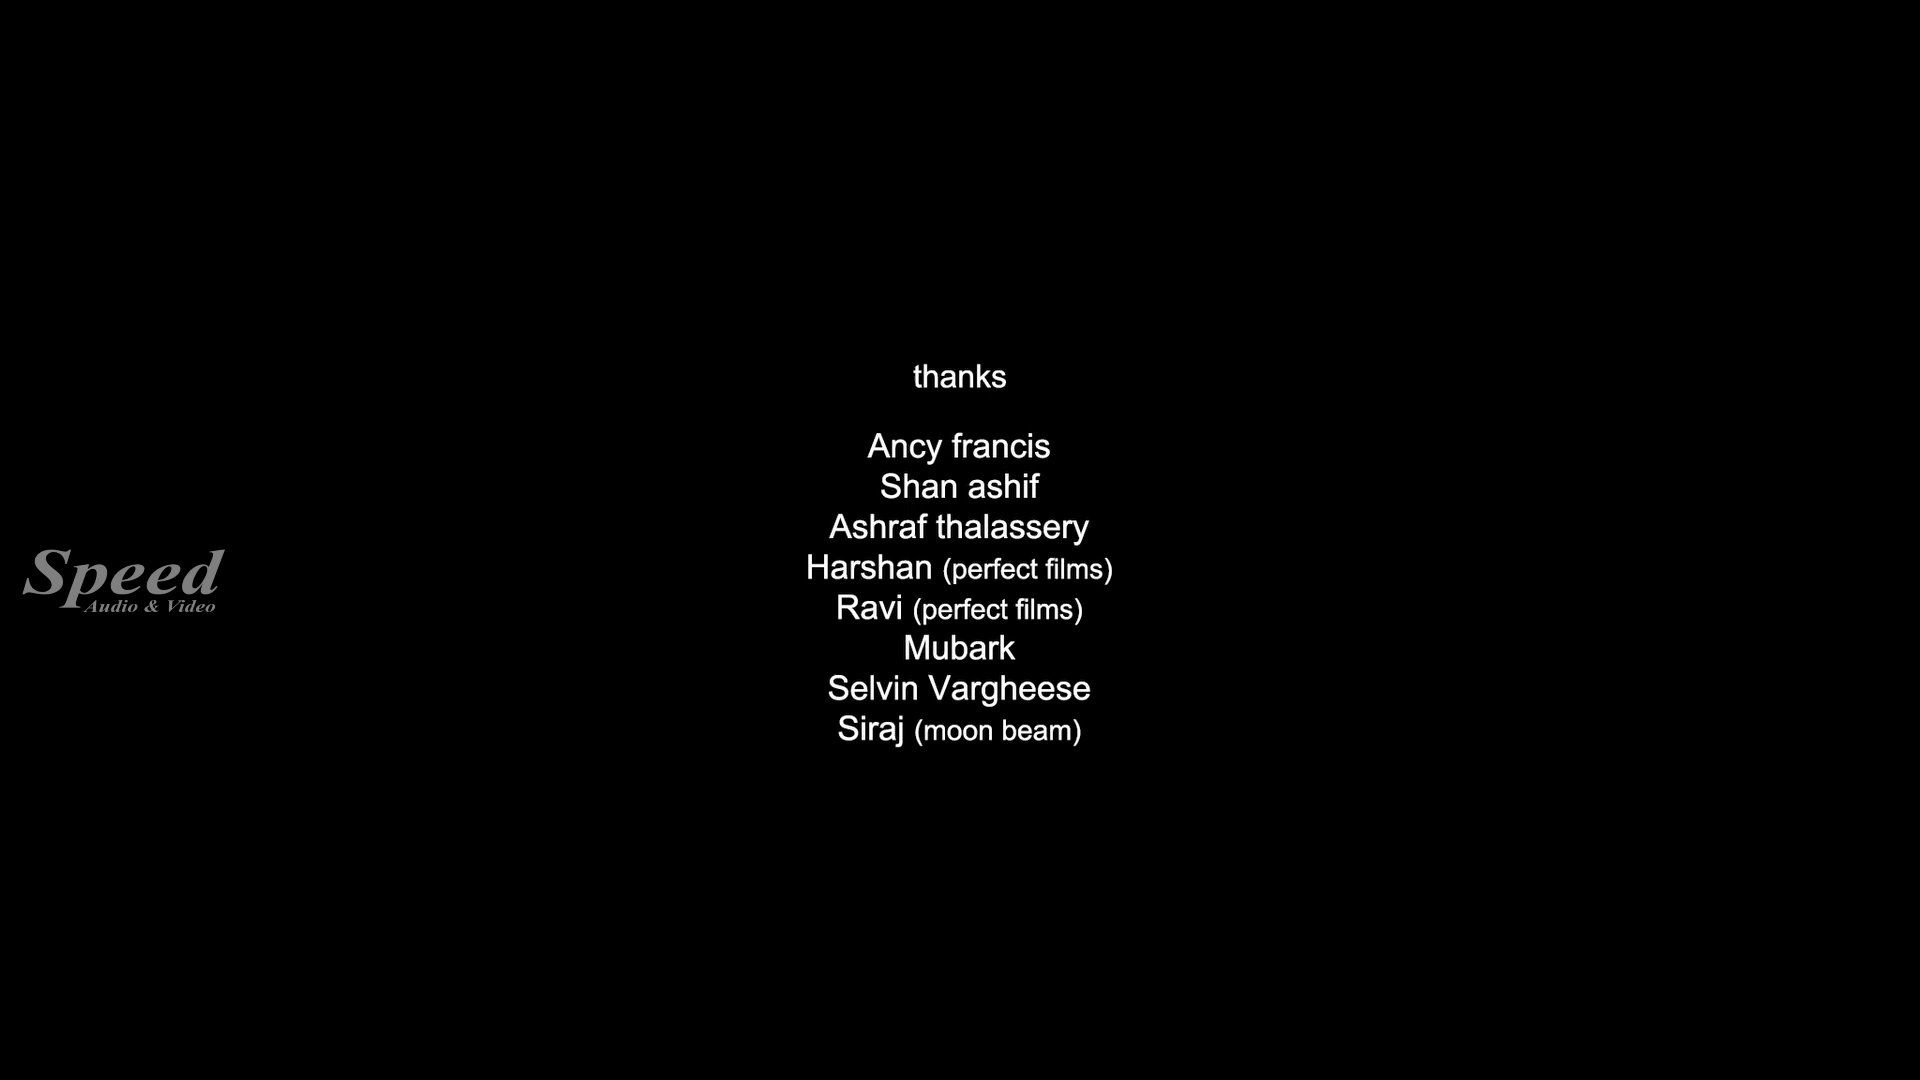 thanks
Ancy francis
Shan ashif
Ashraf thalassery
Harshan (perfect films)
Ravi (perfect films)
Mubark
Selvin Vargheese
Siraj (moon beam)
Speed
Audio & Video